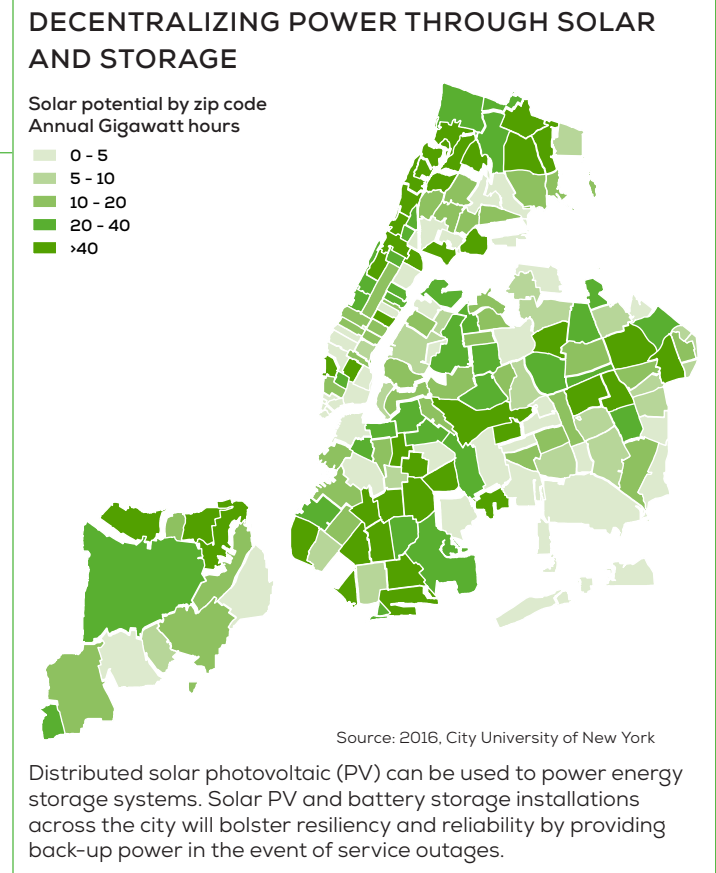 DECENTRALIZING POWER THROUGH SOLAR
AND STORAGE
Solar potential by zip code
Annual Gigawatt hours
0 - 5
5 - 10
10 - 20
20 - 40
>40
Source: 2016, City University of New York
Distributed solar photovoltaic (PV) can be used to power energy
storage systems. Solar PV and battery storage installations
across the city will bolster resiliency and reliability by providing
back-up power in the event of service outages.